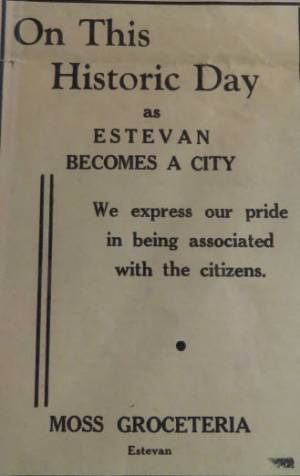 On This
Historic Day
as
ESTEVAN
BECOMES A CITY
We express our pride
in being associated
with the citizens.
MOSS GROCETERIA
Estevan